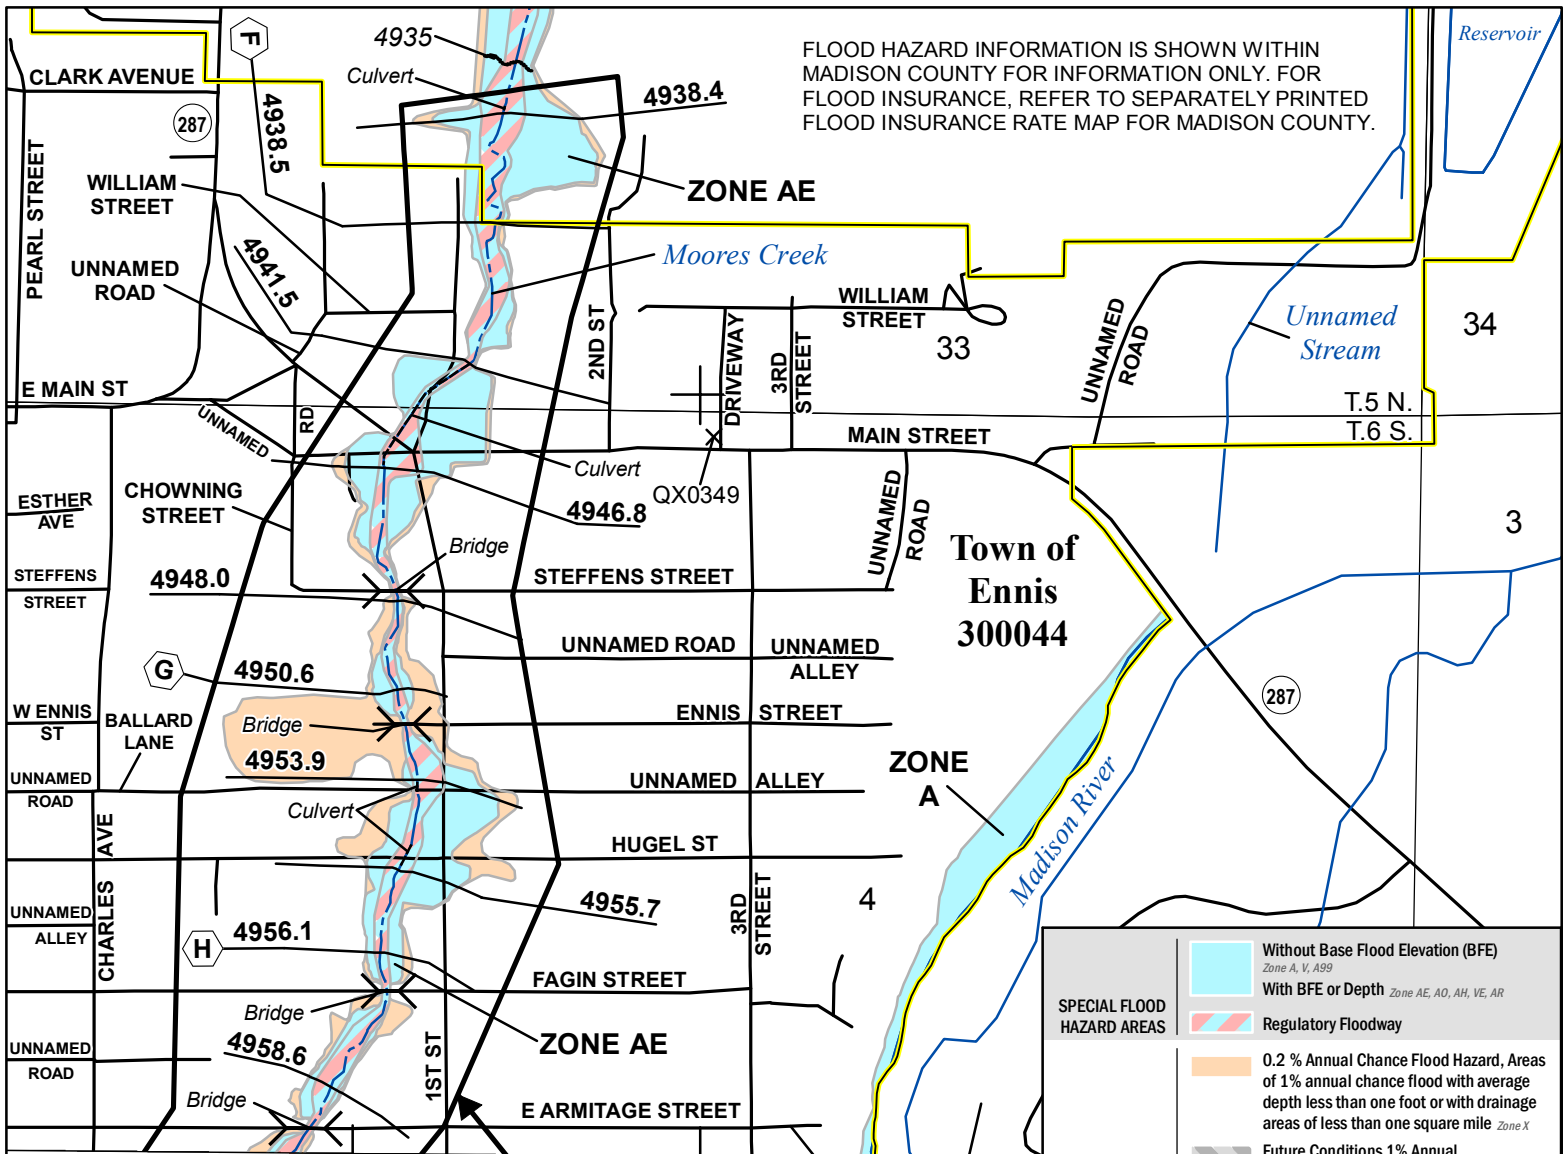 F
4935
Culvert
4938.4
FLOOD HAZARD INFORMATION IS SHOWN WITHIN
MADISON COUNTY FOR INFORMATION ONLY. FOR
FLOOD INSURANCE, REFER TO SEPARATELY PRINTED
FLOOD INSURANCE RATE MAP FOR MADISON COUNTY.
Reservoir
CLARK AVENUE
287
4938.5
PEARL STREET
WILLIAM
STREET
ZONE AE
Moores Creek
UNNAMED
ROAD
4941.5
WILLIAM
STREET
33
UNNAMED
ROAD
Unnamed
Stream
34
2ND ST
DRIVEWAY
3RD
STREET
E MAIN ST
UNNAMED
RD
T.5 N.
T.6 S.
MAIN STREET
Culvert
QX0349
ESTHER
AVE
CHOWNING
STREET
4946.8
UNNAMED
ROAD
3
Bridge
Town of
Ennis
300044
STEFFENS
STREET
4948.0
STEFFENS STREET
UNNAMED ROAD
UNNAMED
ALLEY
G
4950.6
287
W ENNIS
ST
BALLARD
LANE
Bridge
ENNIS STREET
4953.9
ZONE
A
UNNAMED
ROAD
UNNAMED ALLEY
Madison River
Culvert
CHARLES AVE
HUGEL ST
4955.7
3RD
STREET
4
UNNAMED
ALLEY
H
4956.1
FAGIN STREET
Bridge
ZONE AE
4958.6
UNNAMED
ROAD
1ST ST
Bridge
E ARMITAGE STREET
SPECIAL FLOOD
HAZARD AREAS
Without Base Flood Elevation (BFE)
Zone A, V, A99
With BFE or Depth Zone AE, AO, AH, VE, AR
Regulatory Floodway
0.2 % Annual Chance Flood Hazard, Areas
of 1% annual chance flood with average
depth less than one foot or with drainage
areas of less than one square mile Zone X
Future Conditions 1% Annual